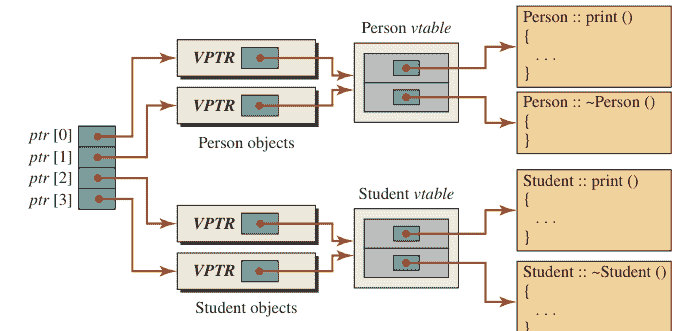 Person vtable
Person :: print ()
{
. . .
}
VPTR
VPTR
Person :: ~Person ()
{
}
Person objects
ptr [0]
ptr [1]
ptr [2]
ptr [3]
Student vtable
Student :: print ()
{
. . .
}
VPTR
VPTR
Student :: ~Student ()
{
. . .
}
Student objects